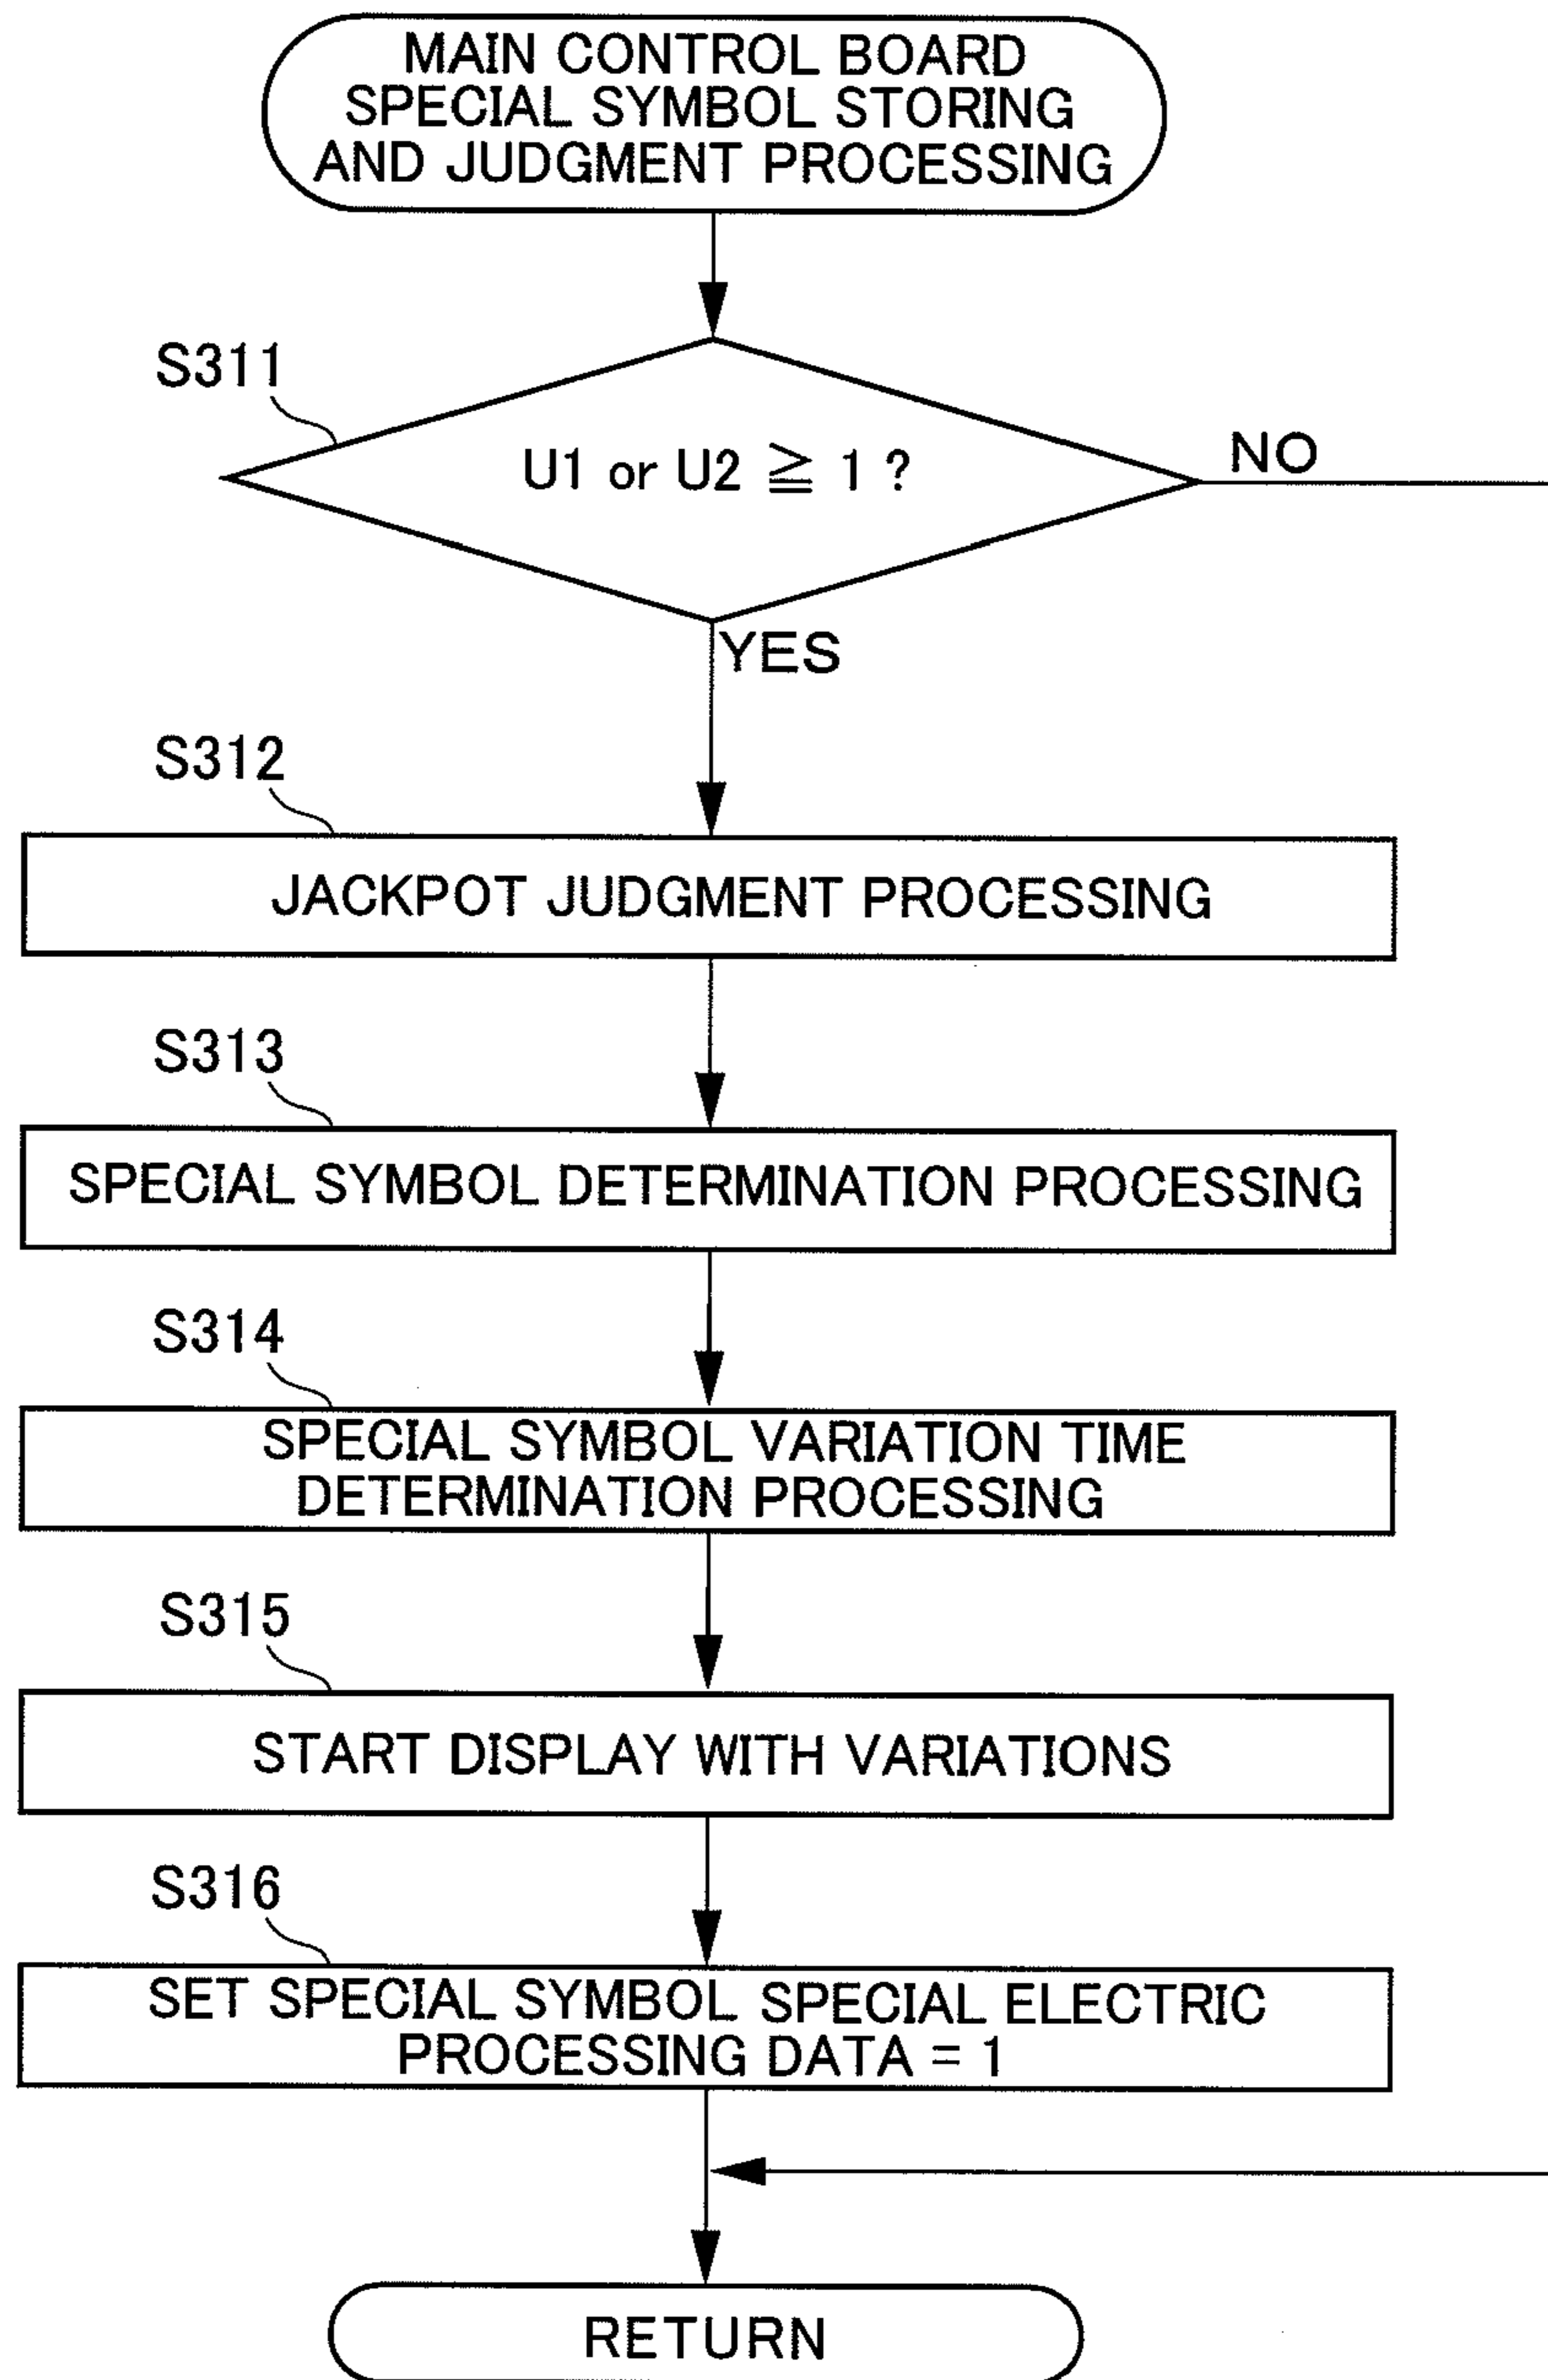 MAIN CONTROL BOARD
SPECIAL SYMBOL STORING
AND JUDGMENT PROCESSING
S311
U1 or U2 ≧ 1 ?
NO
YES
S312
JACKPOT JUDGMENT PROCESSING
S313
SPECIAL SYMBOL DETERMINATION PROCESSING
S314
SPECIAL SYMBOL VARIATION TIME
DETERMINATION PROCESSING
S315
START DISPLAY WITH VARIATIONS
S316
SET SPECIAL SYMBOL SPECIAL ELECTRIC
PROCESSING DATA = 1
RETURN